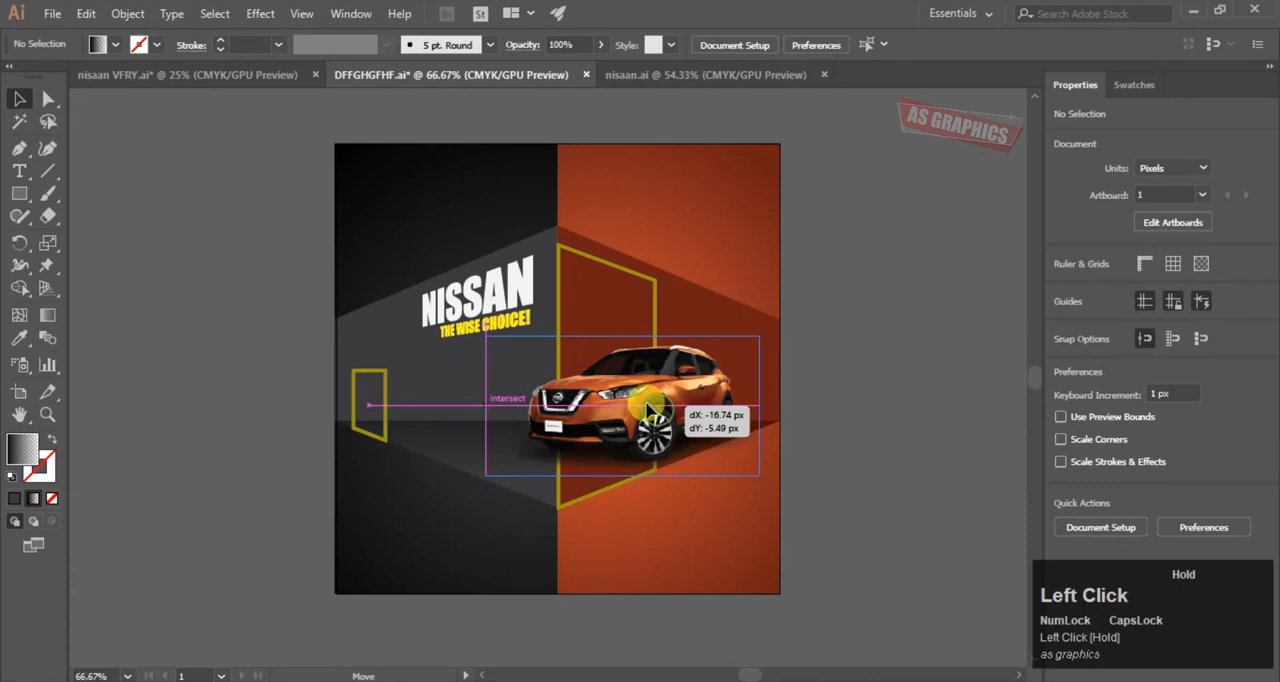 Ai File Edit Object Type Select Effect View Window Help Br St Essentials Search Adobe Stock
No Selection Stroke: 5 pt. Round Opacity: 100% Style: Document Setup Preferences
nisaan VFRY.ai* @ 25% (CMYK/GPU Preview) DFFGHGFHF.ai* @ 66.67% (CMYK/GPU Preview) nisaan.ai @ 54.33% (CMYK/GPU Preview)
Properties Swatches
No Selection
Document
Units: Pixels
Artboard: 1
Edit Artboards
Ruler & Grids
Guides
Snap Options
Preferences
Keyboard Increment: 1 px
Use Preview Bounds
Scale Corners
Scale Strokes & Effects
Quick Actions
Document Setup Preferences
AS GRAPHICS
NISSAN
THE WISE CHOICE!
intersect
dX: -16.74 px
dY: -5.49 px
Hold
Left Click
NumLock CapsLock
Left Click [Hold]
as graphics
66.67% 1 Move